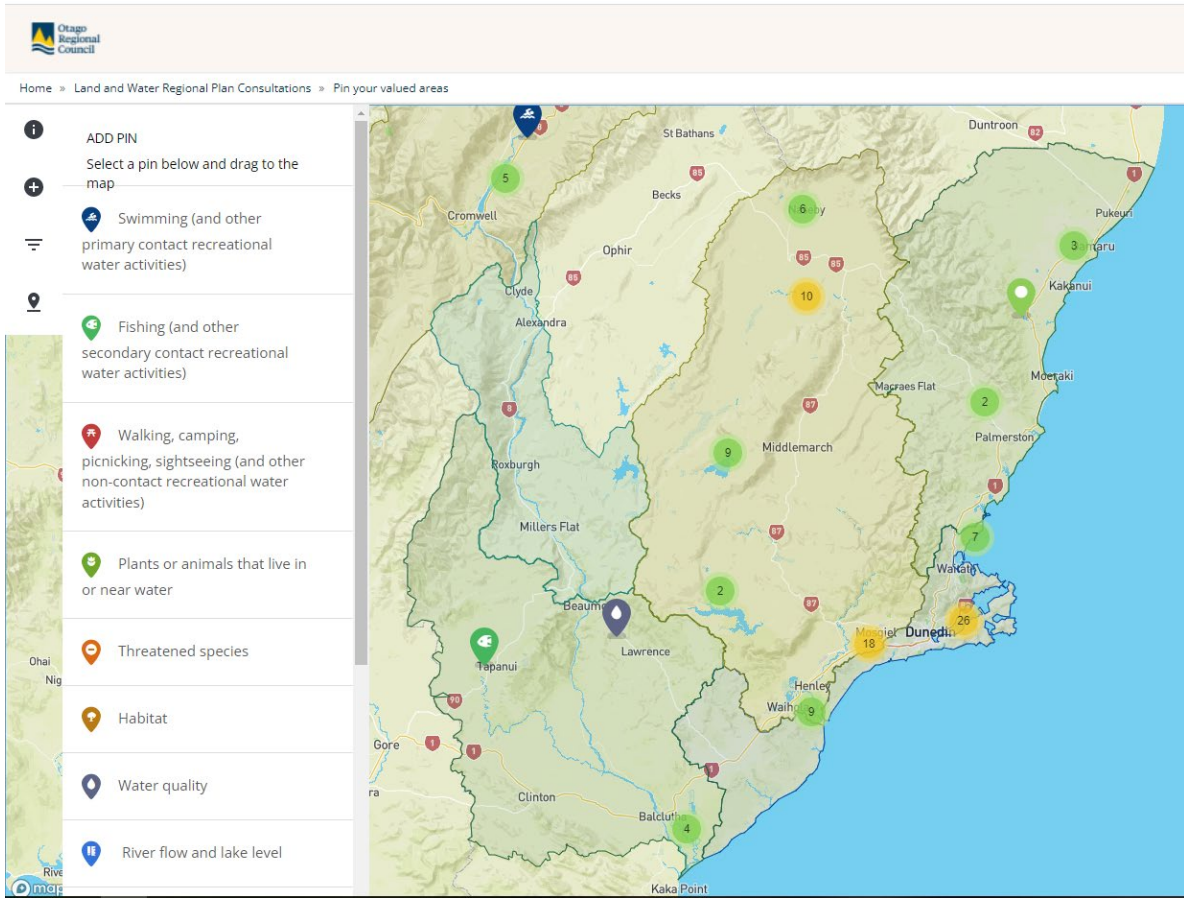 Otago
Regional
Council
Home » Land and Water Regional Plan Consultations » Pin your valued areas
ADD PIN
Select a pin below and drag to the
map
Swimming (and other
primary contact recreational
water activities)
Fishing (and other
secondary contact recreational
water activities)
Walking, camping,
picnicking, sightseeing (and other
non-contact recreational water
activities)
Plants or animals that live in
or near water
Threatened species
Habitat
Water quality
River flow and lake level
8
St Bathans
Duntroon
82
5
85
1
Becks
Cromwell
6
Pukeuri
Ophir
3
85
85
85
Kakanui
Clyde
10
Alexandra
Moeraki
Macraes Flat
8
87
2
Palmerston
Middlemarch
9
Roxburgh
1
Millers Flat
87
7
2
87
26
Dunedin
18
Lawrence
Ohai
Tapanui
Henley
90
9
Gore
1
1
1
Clinton
Balclutha
4
Kaka Point